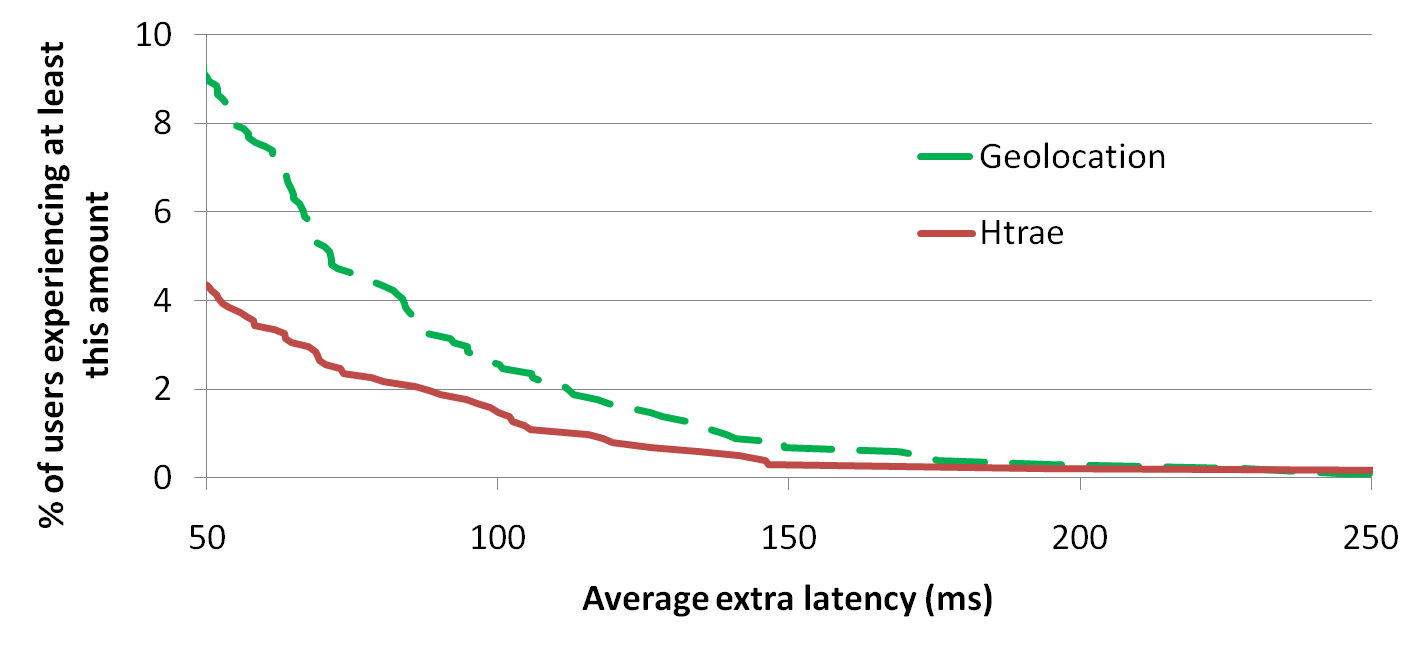 % of users experiencing at least
this amount
10
8
6
4
2
0
Geolocation
Htrae
50
100
150
200
250
Average extra latency (ms)